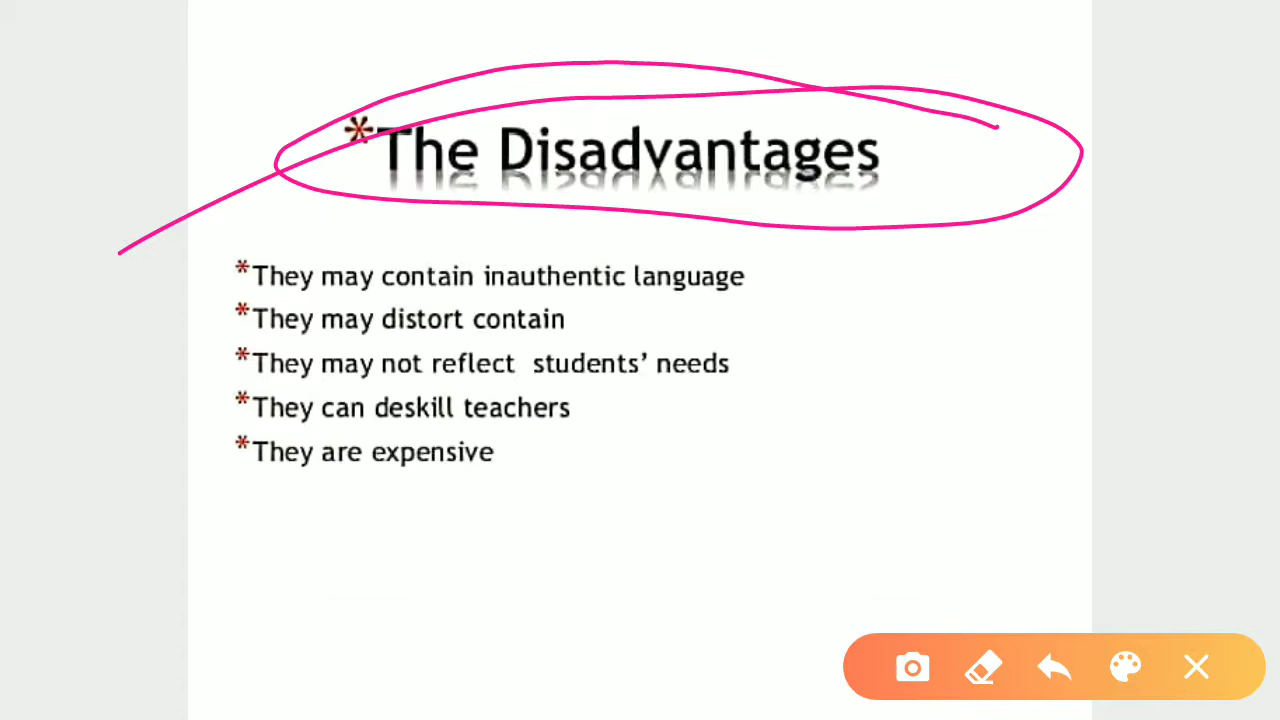 *The Disadvantages
*They may contain inauthentic language
*They may distort contain
*They may not reflect students’ needs
*They can deskill teachers
*They are expensive